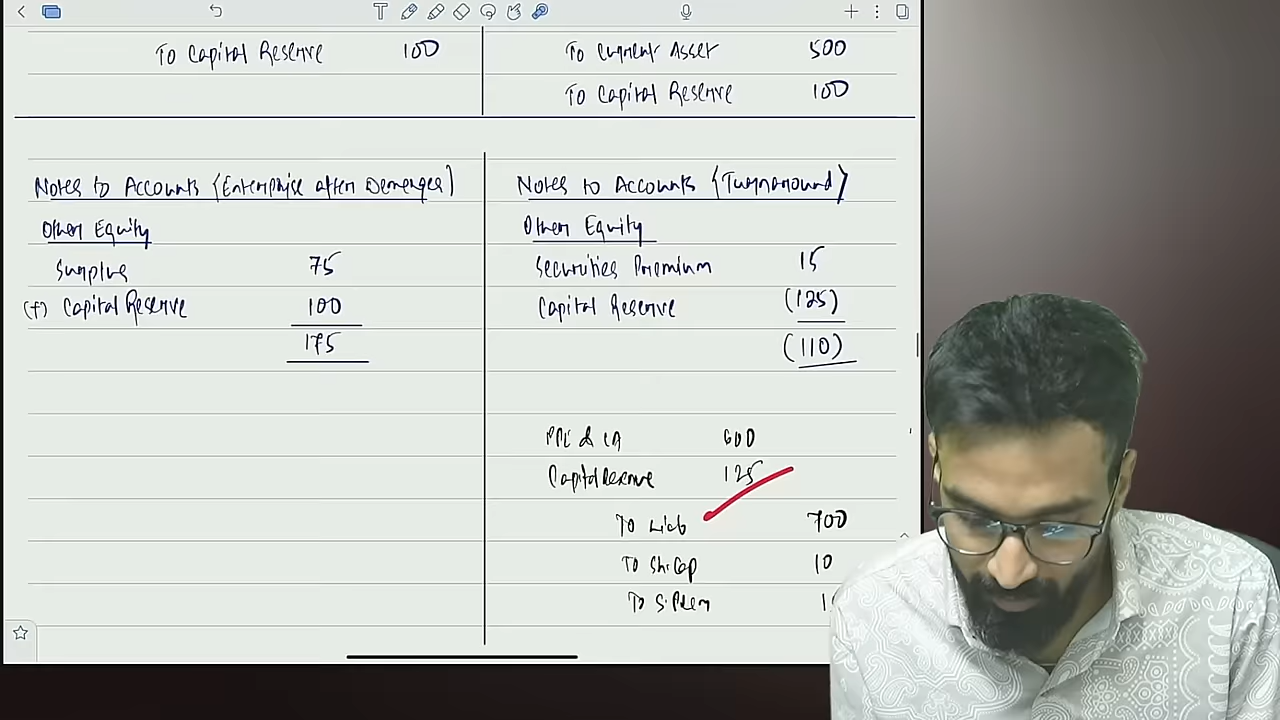 To Capital Reserve 100
To Current Asset 500
To Capital Reserve 100
Notes to Accounts (Enterprise after Demerger)
Other Equity
Surplus 75
(f) Capital Reserve 100
175
Notes to Accounts (Turnaround)
Other Equity
Securities Premium 15
Capital Reserve (125)
(110)
PPE & CA 600
Capital Reserve 125
To Liab 700
To Sh. Cap 10
To S. Prem